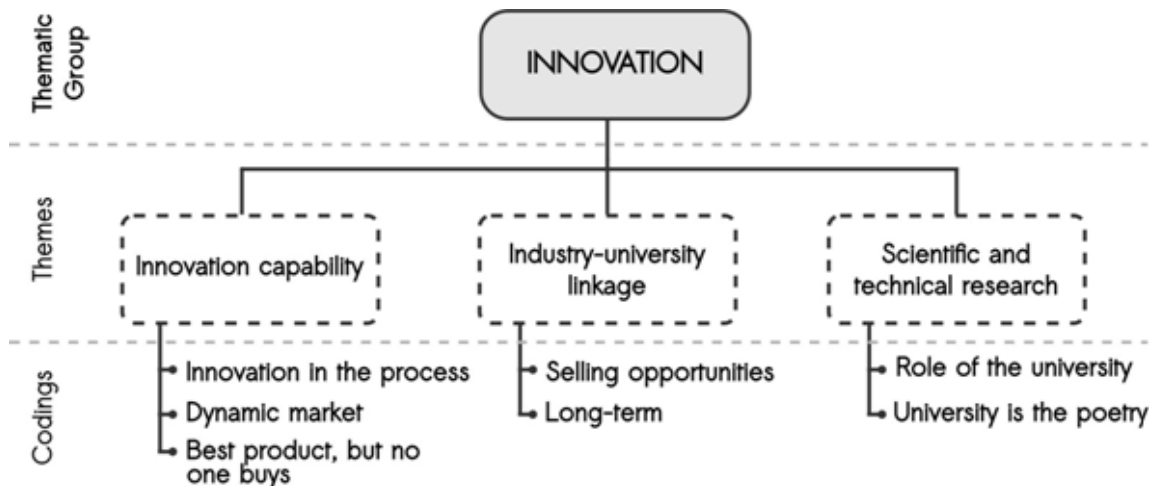 Thematic
Group
INNOVATION
Themes
Innovation capability
Industry-university
linkage
Scientific and
technical research
Codings
Innovation in the process
Dynamic market
Best product, but no
one buys
Selling opportunities
Long-term
Role of the university
University is the poetry